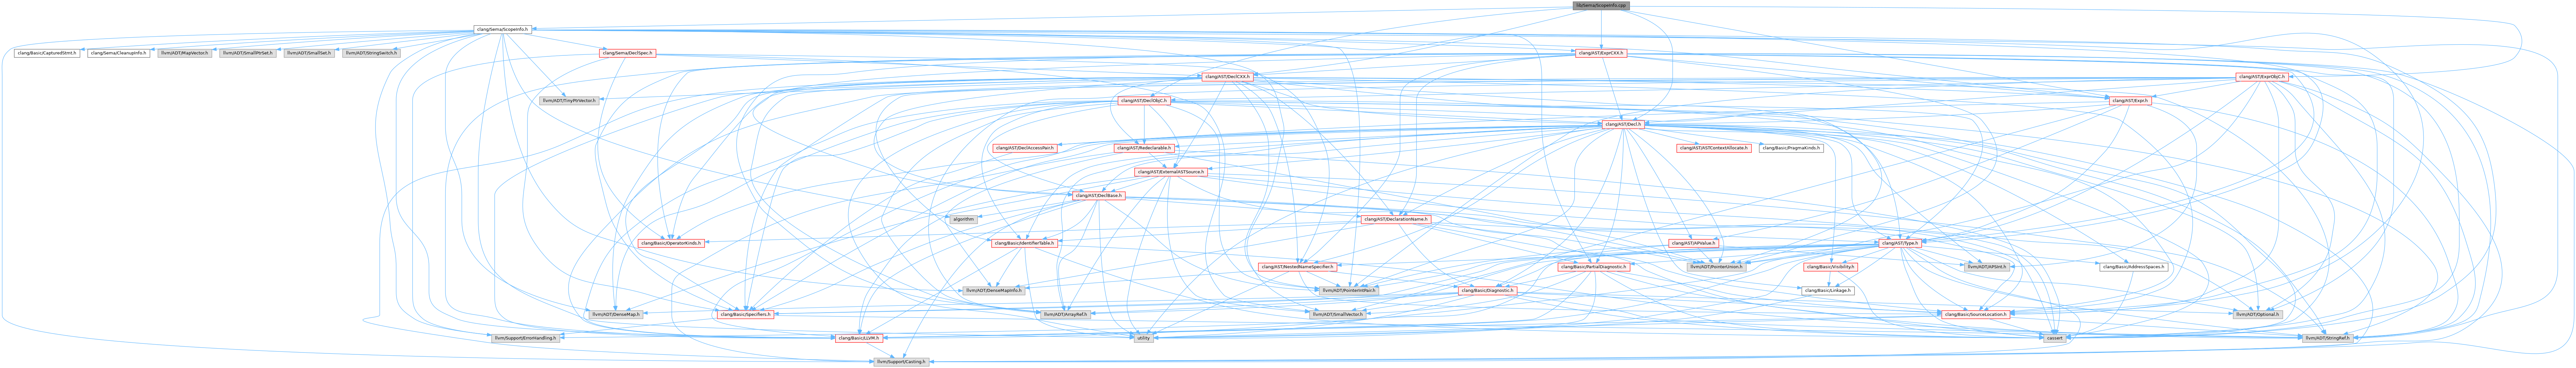 lib/Sema/ScopeInfo.cpp
clang/Sema/ScopeInfo.h
clang/Basic/CapturedStmt.h
clang/Sema/CleanupInfo.h
llvm/ADT/MapVector.h
llvm/ADT/SmallPtrSet.h
llvm/ADT/SmallSet.h
llvm/ADT/StringSwitch.h
clang/Sema/DeclSpec.h
clang/AST/ExprCXX.h
clang/AST/DeclCXX.h
clang/AST/ExprObjC.h
llvm/ADT/TinyPtrVector.h
clang/AST/DeclObjC.h
clang/AST/Expr.h
clang/AST/Decl.h
clang/AST/DeclAccessPair.h
clang/AST/Redeclarable.h
clang/AST/ASTContextAllocate.h
clang/Basic/PragmaKinds.h
clang/AST/ExternalASTSource.h
clang/AST/DeclBase.h
algorithm
clang/AST/DeclarationName.h
clang/Basic/OperatorKinds.h
clang/Basic/IdentifierTable.h
clang/AST/APValue.h
clang/AST/Type.h
clang/AST/NestedNameSpecifier.h
clang/Basic/PartialDiagnostic.h
llvm/ADT/PointerUnion.h
clang/Basic/Visibility.h
llvm/ADT/APSInt.h
clang/Basic/AddressSpaces.h
llvm/ADT/DenseMapInfo.h
llvm/ADT/PointerIntPair.h
clang/Basic/Diagnostic.h
clang/Basic/Linkage.h
llvm/ADT/DenseMap.h
clang/Basic/Specifiers.h
llvm/ADT/ArrayRef.h
llvm/ADT/SmallVector.h
clang/Basic/SourceLocation.h
llvm/ADT/Optional.h
llvm/Support/ErrorHandling.h
clang/Basic/LLVM.h
utility
cassert
llvm/ADT/StringRef.h
llvm/Support/Casting.h